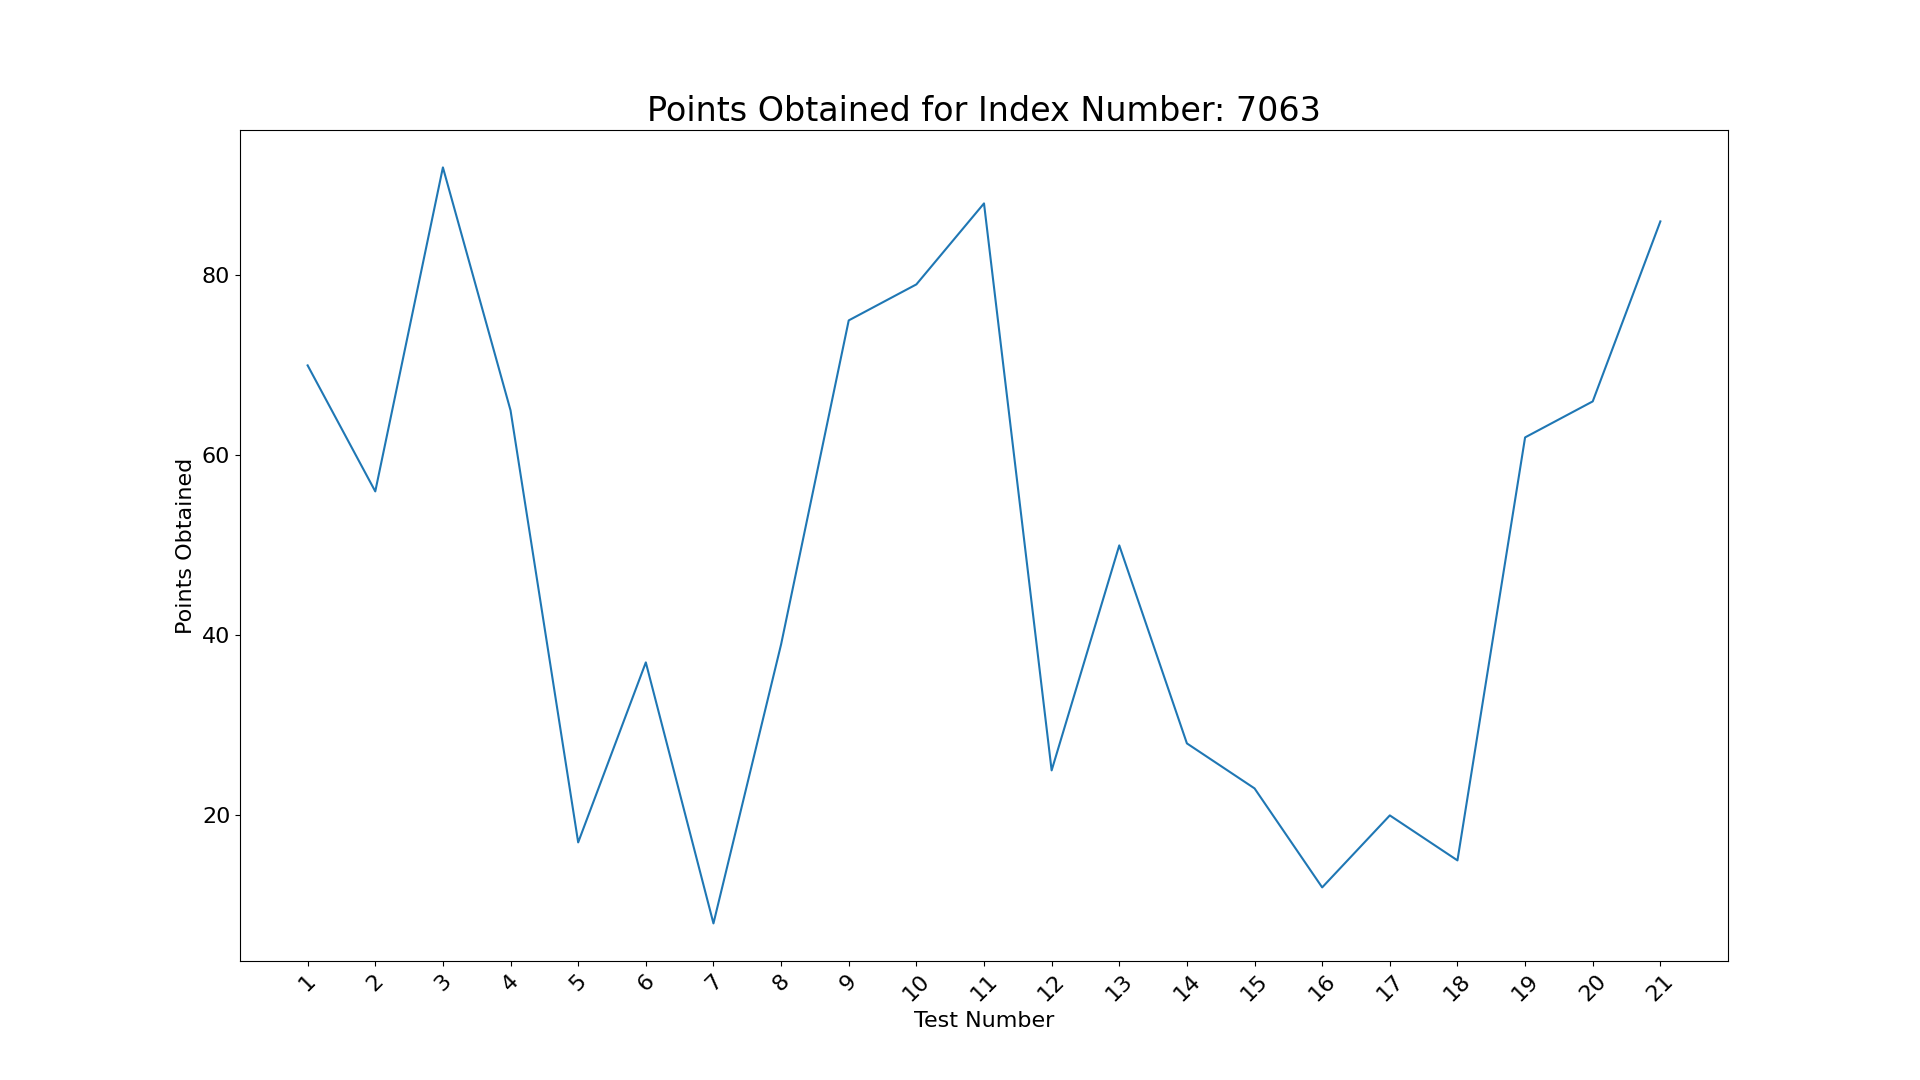 Points Obtained for Index Number: 7063
Points Obtained
80
60
40
20
1 2 3 4 5 6 7 8 9 10 11 12 13 14 15 16 17 18 19 20 21
Test Number